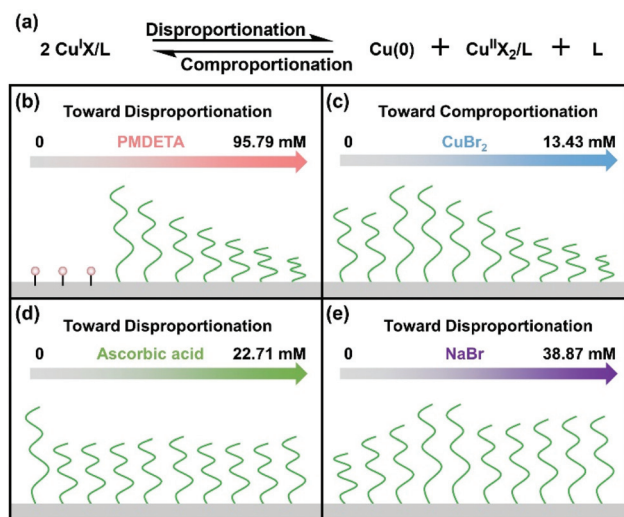 (a)
Disproportionation
2 CuᴵX/L Cu(0) + CuᴵᴵX₂/L + L
Comproportionation
(b)
Toward Disproportionation
0 PMDETA 95.79 mM
(c)
Toward Comproportionation
0 CuBr₂ 13.43 mM
(d)
Toward Disproportionation
0 Ascorbic acid 22.71 mM
(e)
Toward Disproportionation
0 NaBr 38.87 mM